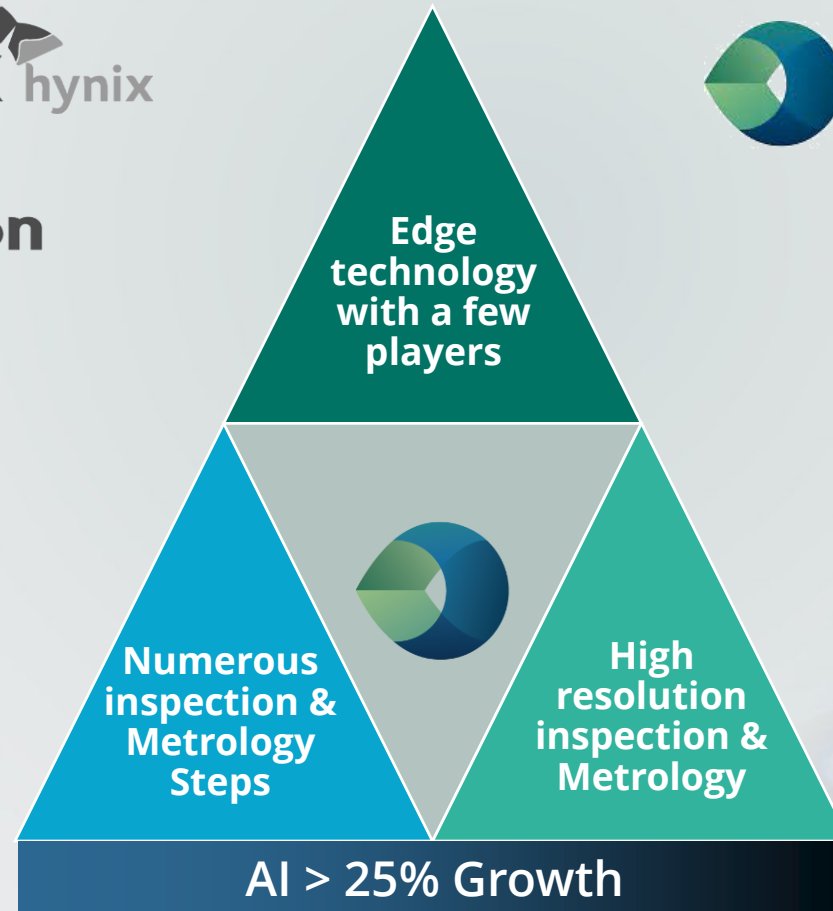 hynix
Edge
technology
with a few
players
Numerous
inspection &
Metrology
Steps
High
resolution
inspection &
Metrology
AI > 25% Growth